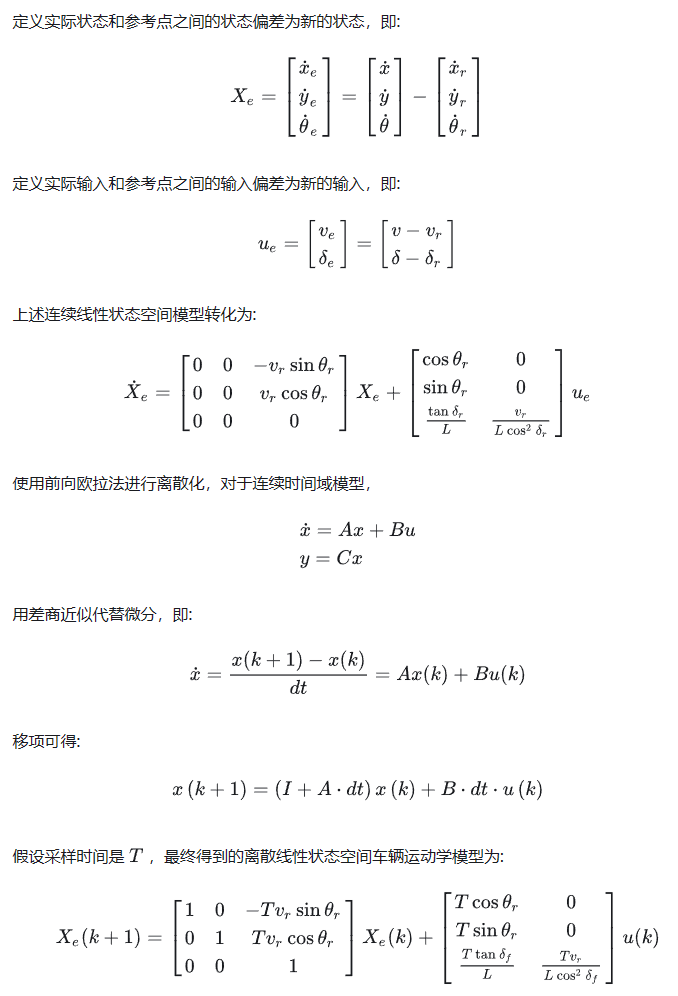 定义实际状态和参考点之间的状态偏差为新的状态，即:
$$X_e = \begin{bmatrix} \dot{x}_e \\ \dot{y}_e \\ \dot{\theta}_e \end{bmatrix} = \begin{bmatrix} \dot{x} \\ \dot{y} \\ \dot{\theta} \end{bmatrix} - \begin{bmatrix} \dot{x}_r \\ \dot{y}_r \\ \dot{\theta}_r \end{bmatrix}$$
定义实际输入和参考点之间的输入偏差为新的输入，即:
$$u_e = \begin{bmatrix} v_e \\ \delta_e \end{bmatrix} = \begin{bmatrix} v - v_r \\ \delta - \delta_r \end{bmatrix}$$
上述连续线性状态空间模型转化为:
$$\dot{X}_e = \begin{bmatrix} 0 & 0 & -v_r \sin\theta_r \\ 0 & 0 & v_r \cos\theta_r \\ 0 & 0 & 0 \end{bmatrix} X_e + \begin{bmatrix} \cos\theta_r & 0 \\ \sin\theta_r & 0 \\ \frac{\tan\delta_r}{L} & \frac{v_r}{L\cos^2\delta_r} \end{bmatrix} u_e$$
使用前向欧拉法进行离散化，对于连续时间域模型，
$$\dot{x} = Ax + Bu$$
$$y = Cx$$
用差商近似代替微分，即:
$$\dot{x} = \frac{x(k+1) - x(k)}{dt} = Ax(k) + Bu(k)$$
移项可得:
$$x(k+1) = (I + A \cdot dt)\, x(k) + B \cdot dt \cdot u(k)$$
假设采样时间是 T ，最终得到的离散线性状态空间车辆运动学模型为:
$$X_e(k+1) = \begin{bmatrix} 1 & 0 & -Tv_r \sin\theta_r \\ 0 & 1 & Tv_r \cos\theta_r \\ 0 & 0 & 1 \end{bmatrix} X_e(k) + \begin{bmatrix} T\cos\theta_r & 0 \\ T\sin\theta_r & 0 \\ \frac{T\tan\delta_f}{L} & \frac{Tv_r}{L\cos^2\delta_f} \end{bmatrix} u(k)$$